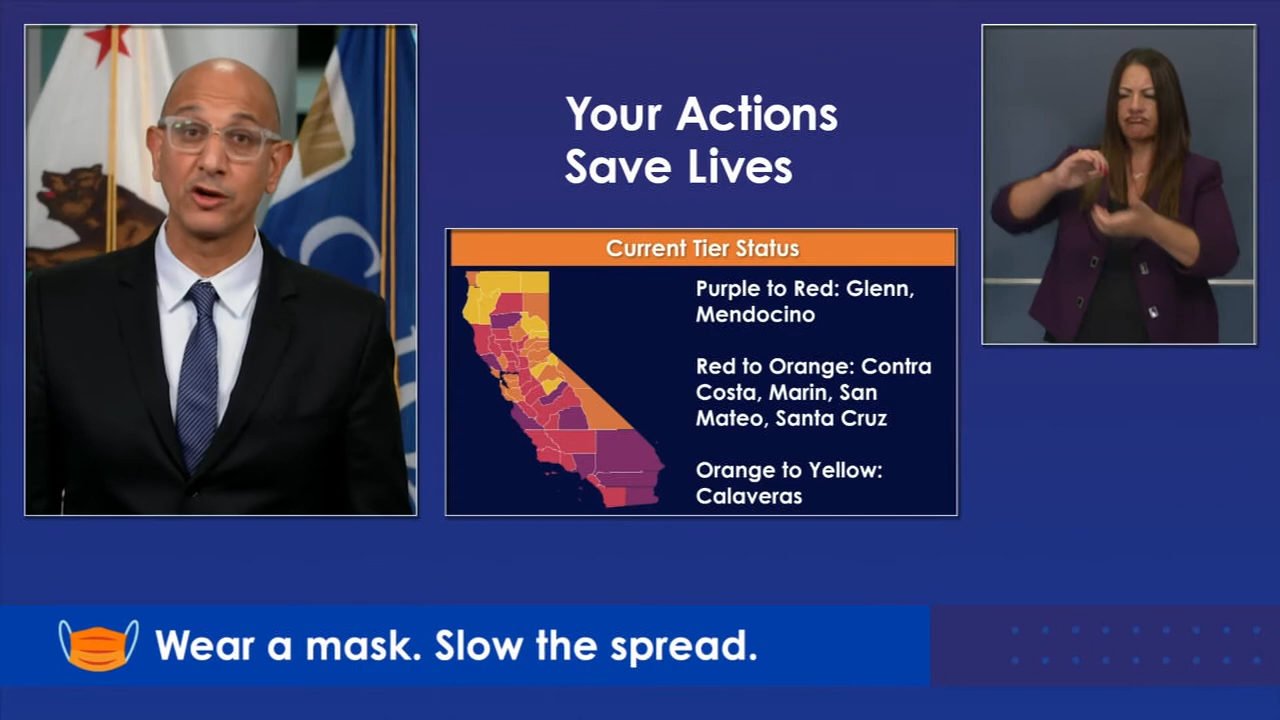 Your Actions
Save Lives
Current Tier Status
Purple to Red: Glenn,
Mendocino
Red to Orange: Contra
Costa, Marin, San
Mateo, Santa Cruz
Orange to Yellow:
Calaveras
Wear a mask. Slow the spread.